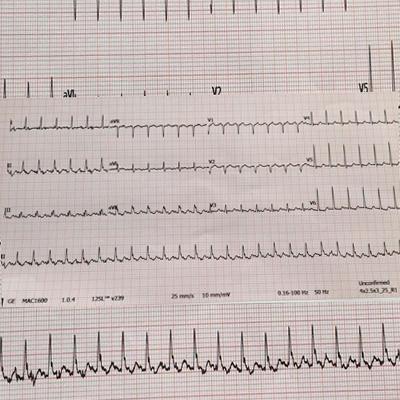 aVL V2 V5
I aVR V1 V4
II aVL V2 V5
III aVF V3 V6
II
Unconfirmed
GE MAC1600 1.0.4 12SL™ v239 25 mm/s 10 mm/mV 0.16-100 Hz 50 Hz 4x2.5x3_25_R1